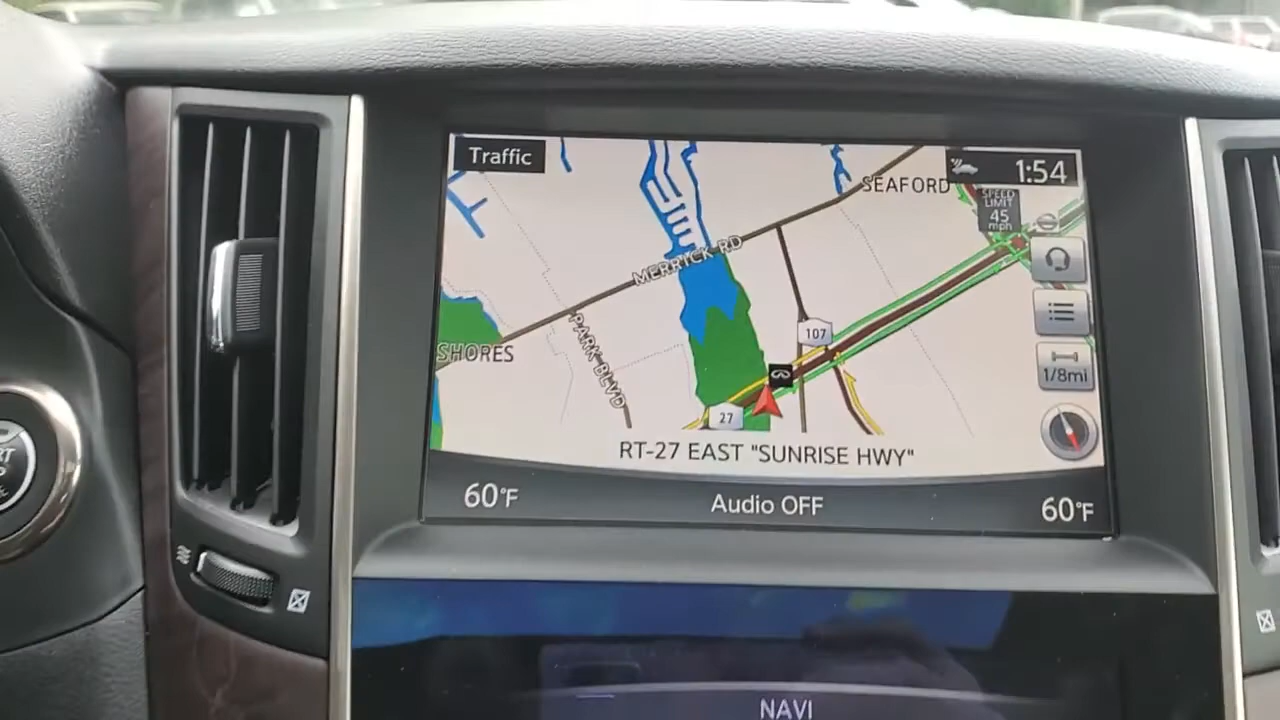 Traffic
1:54
SEAFORD
SPEED
LIMIT
45
mph
MERRICK RD
107
SHORES
PARK BLVD
1/8mi
27
RT-27 EAST "SUNRISE HWY"
60°F
Audio OFF
60°F
NAVI